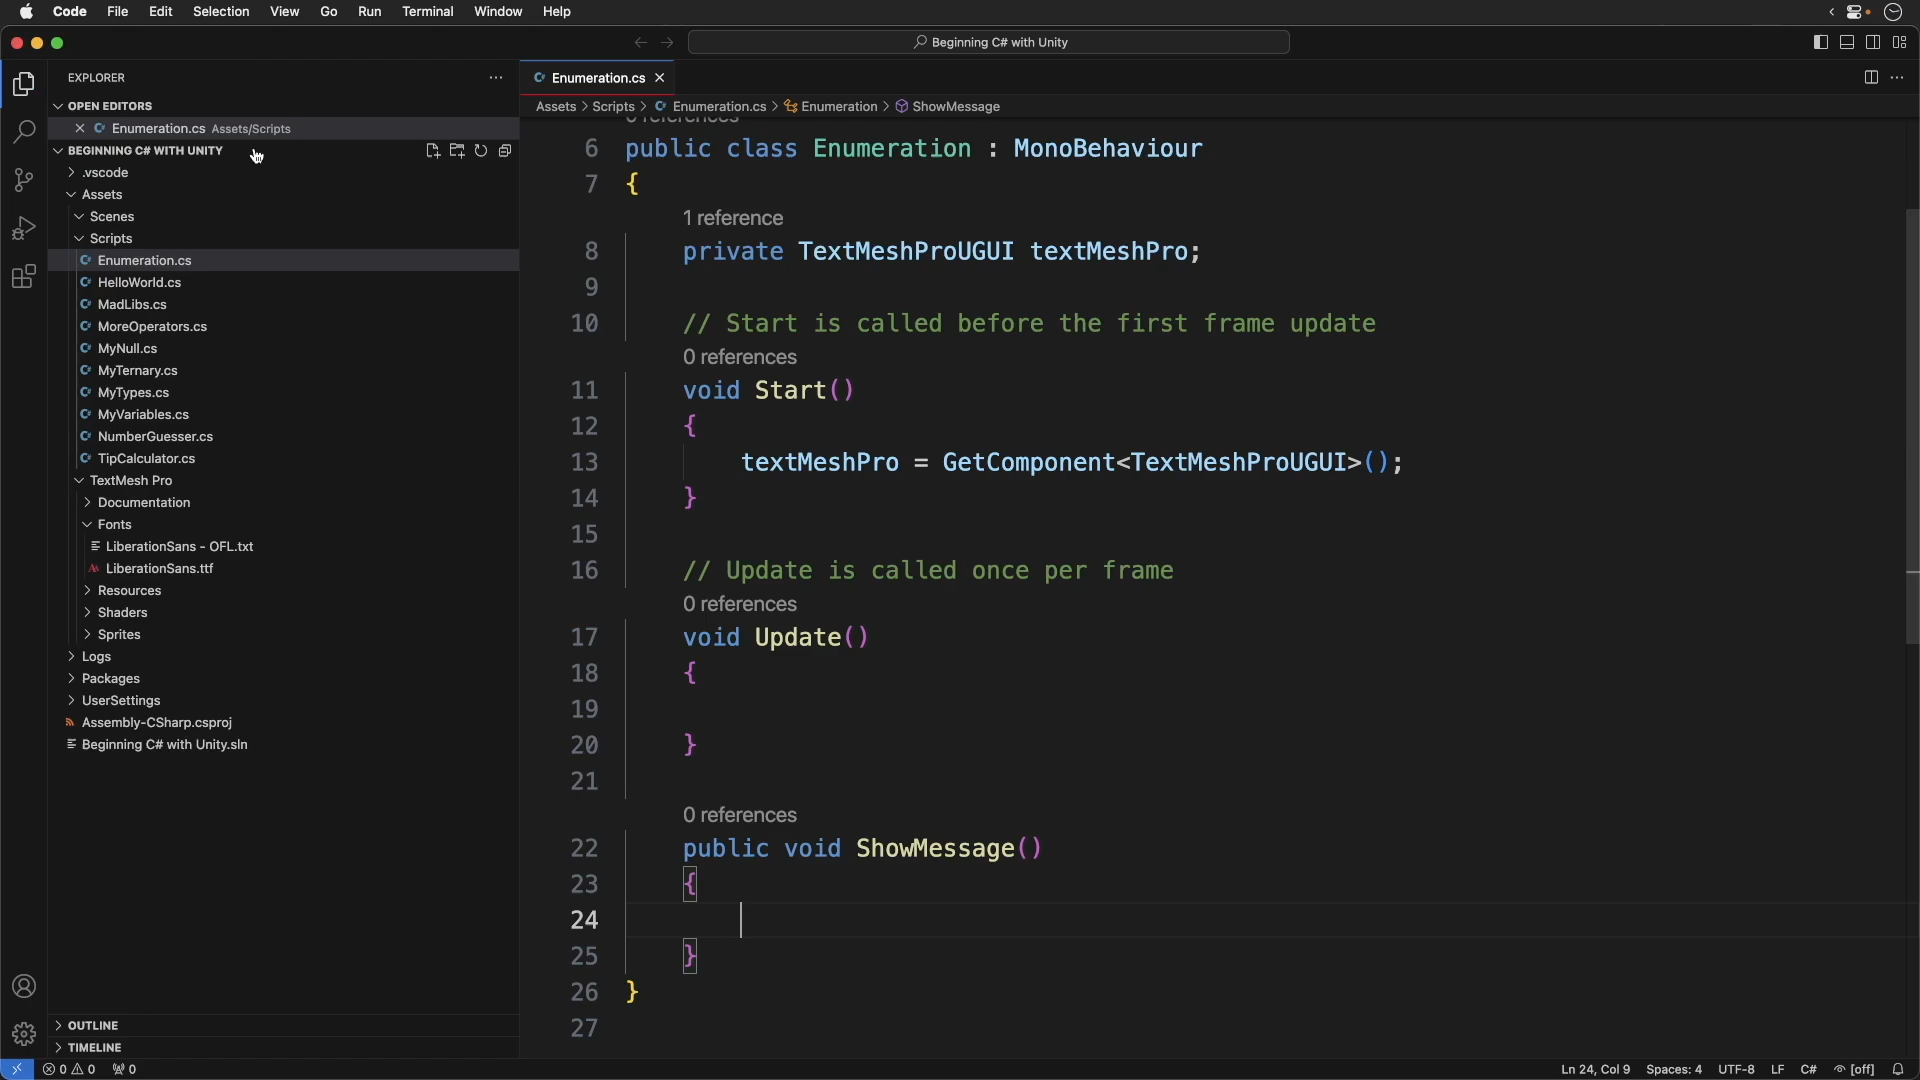 Code File Edit Selection View Go Run Terminal Window Help
Beginning C# with Unity
EXPLORER
OPEN EDITORS
Enumeration.cs Assets/Scripts
BEGINNING C# WITH UNITY
.vscode
Assets
Scenes
Scripts
Enumeration.cs
HelloWorld.cs
MadLibs.cs
MoreOperators.cs
MyNull.cs
MyTernary.cs
MyTypes.cs
MyVariables.cs
NumberGuesser.cs
TipCalculator.cs
TextMesh Pro
Documentation
Fonts
LiberationSans - OFL.txt
LiberationSans.ttf
Resources
Shaders
Sprites
Logs
Packages
UserSettings
Assembly-CSharp.csproj
Beginning C# with Unity.sln
OUTLINE
TIMELINE
Enumeration.cs
Assets > Scripts > Enumeration.cs > Enumeration > ShowMessage
0 references
6 public class Enumeration : MonoBehaviour
7 {
1 reference
8 private TextMeshProUGUI textMeshPro;
9
10 // Start is called before the first frame update
0 references
11 void Start()
12 {
13 textMeshPro = GetComponent<TextMeshProUGUI>();
14 }
15
16 // Update is called once per frame
0 references
17 void Update()
18 {
19
20 }
21
0 references
22 public void ShowMessage()
23 {
24
25 }
26 }
27
0 0 0 Ln 24, Col 9 Spaces: 4 UTF-8 LF C# [off]